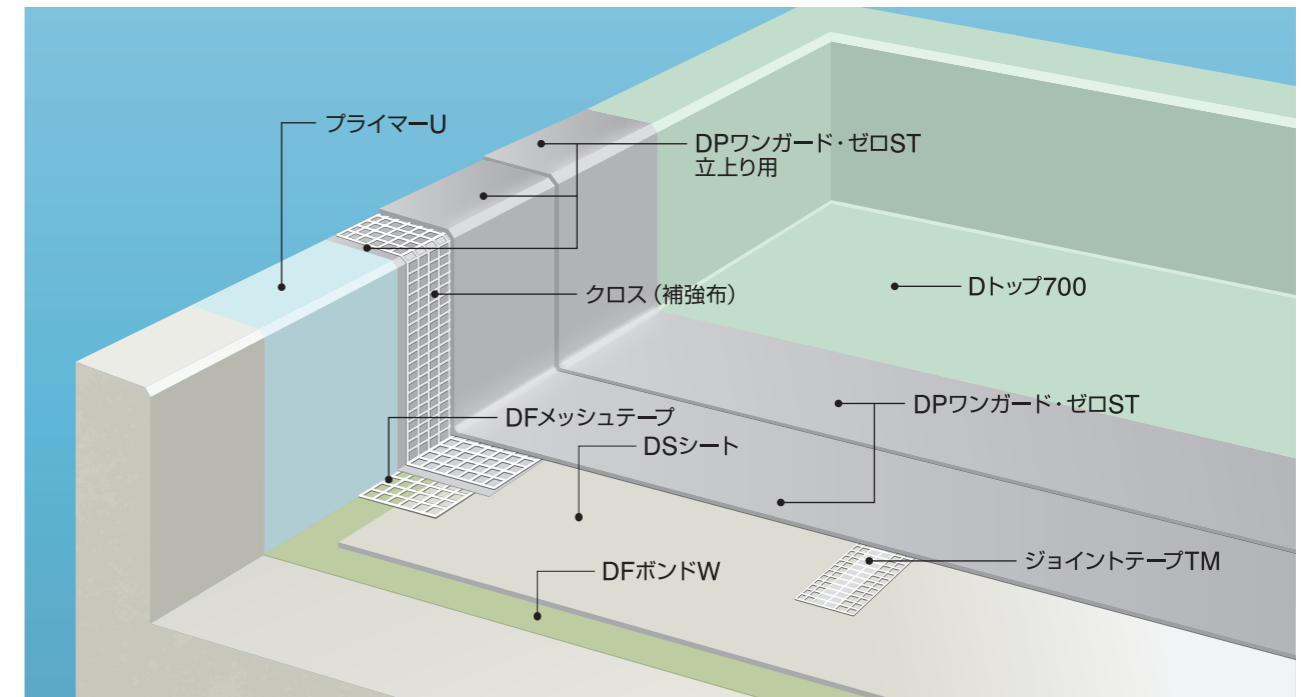 プライマーU
DPワンガード・ゼロST
立上り用
クロス（補強布）
Dトップ700
DFメッシュテープ
DPワンガード・ゼロST
DSシート
ジョイントテープTM
DFボンドW